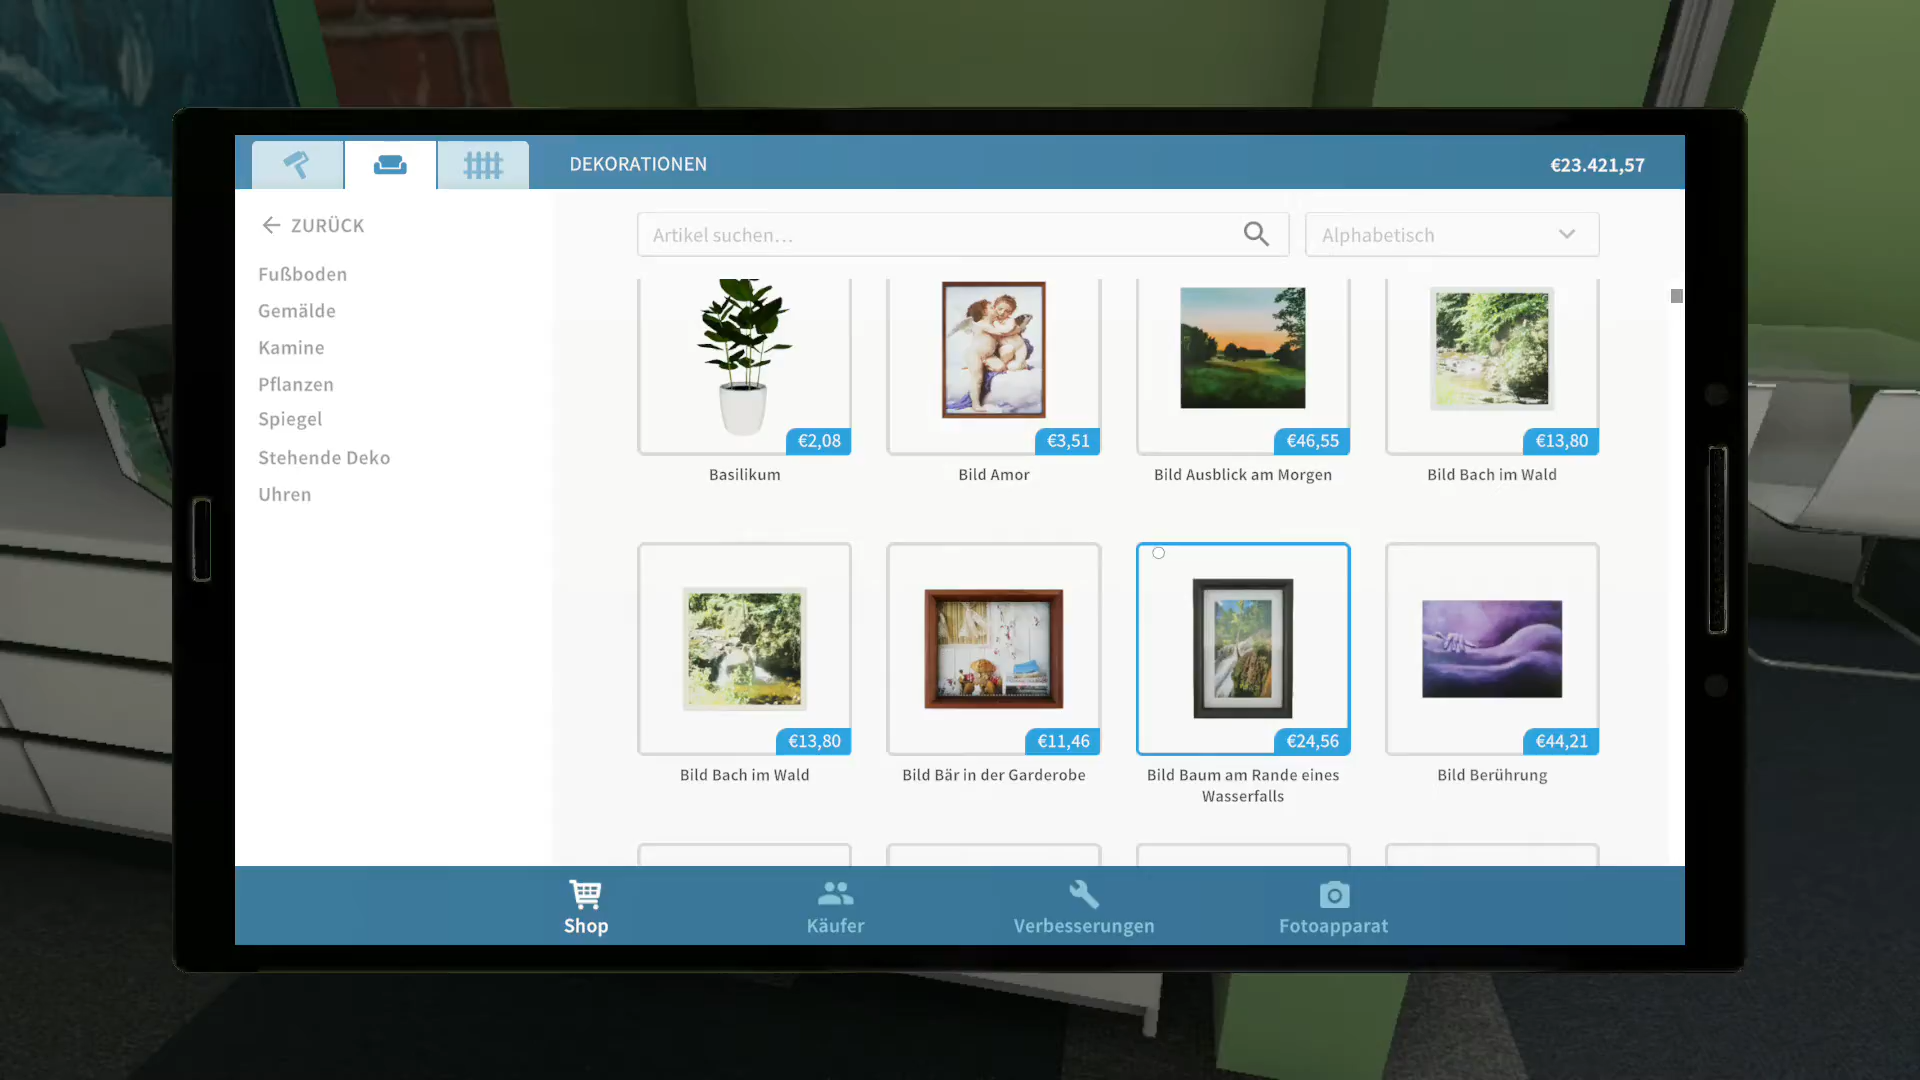 DEKORATIONEN
€23.421,57
ZURÜCK
Artikel suchen...
Alphabetisch
Fußboden
Gemälde
Kamine
Pflanzen
Spiegel
Stehende Deko
Uhren
€2,08
€3,51
€46,55
€13,80
Basilikum
Bild Amor
Bild Ausblick am Morgen
Bild Bach im Wald
€13,80
€11,46
€24,56
€44,21
Bild Bach im Wald
Bild Bär in der Garderobe
Bild Baum am Rande eines
Wasserfalls
Bild Berührung
Shop
Käufer
Verbesserungen
Fotoapparat